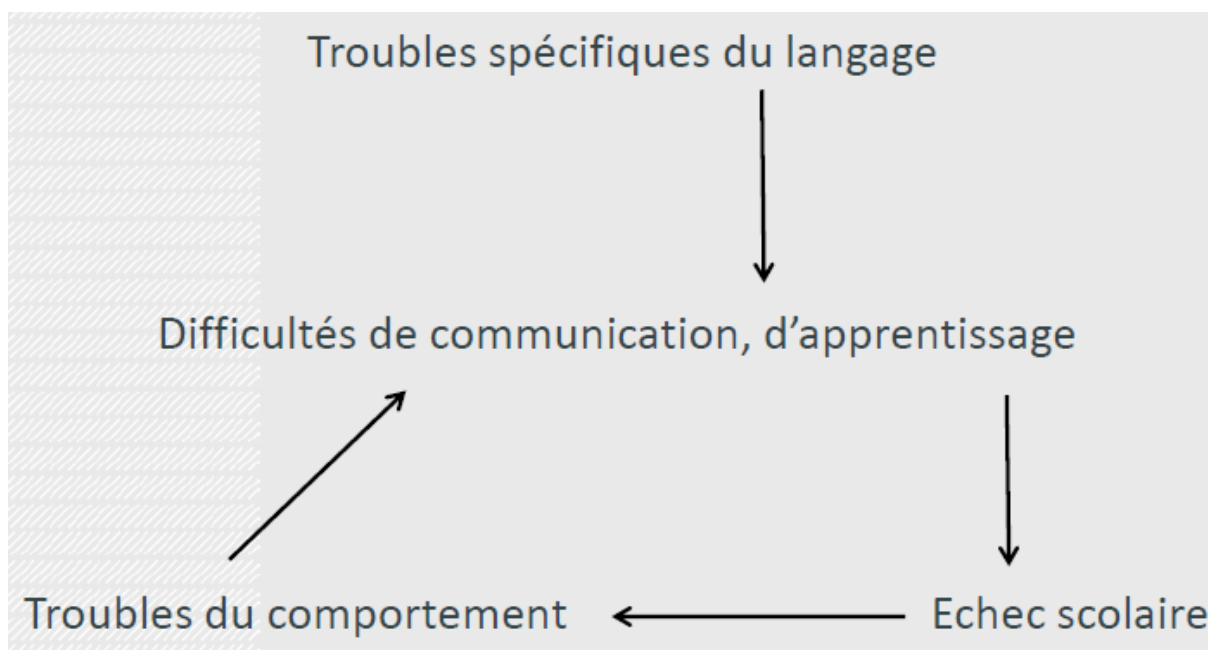 Troubles spécifiques du langage
Difficultés de communication, d’apprentissage
Troubles du comportement
Echec scolaire